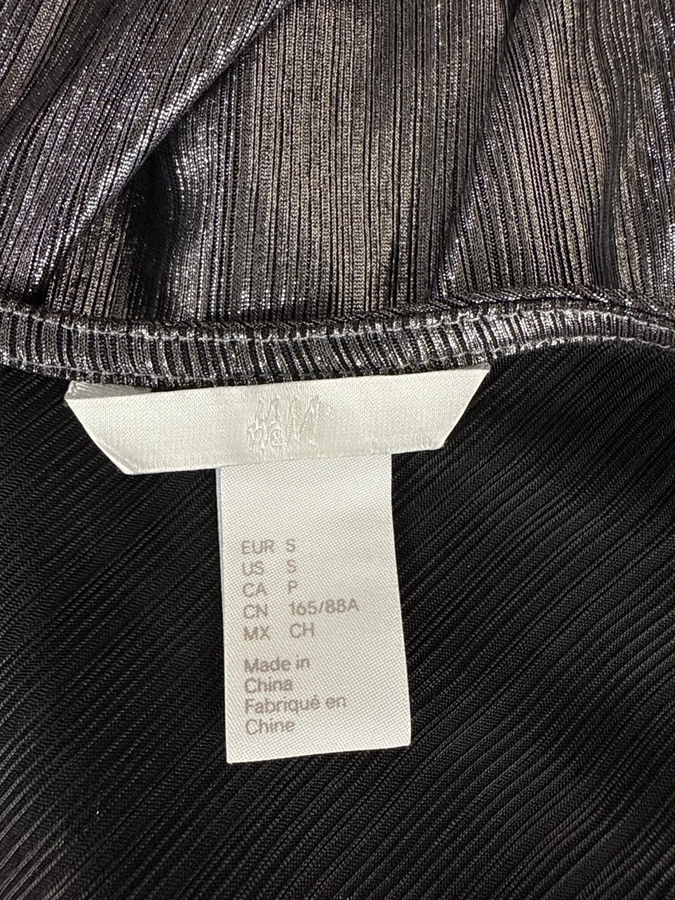 H&M
EUR S
US S
CA P
CN 165/88A
MX CH
Made in
China
Fabriqué en
Chine